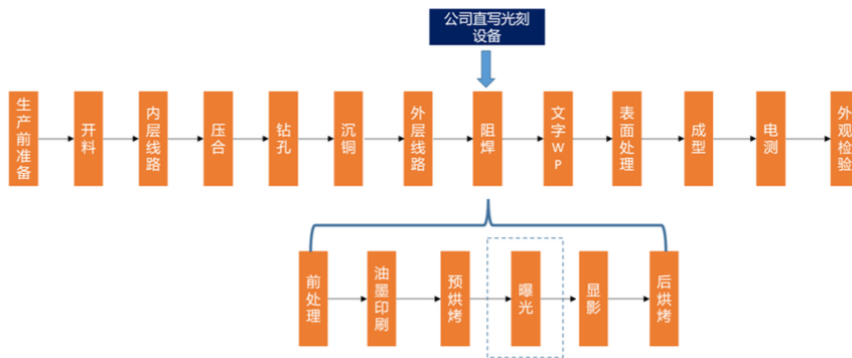 公司直写光刻
设备
生产前准备
开料
内层线路
压合
钻孔
沉铜
外层线路
阻焊
文字WP
表面处理
成型
电测
外观检验
前处理
油墨印刷
预烘烤
曝光
显影
后烘烤